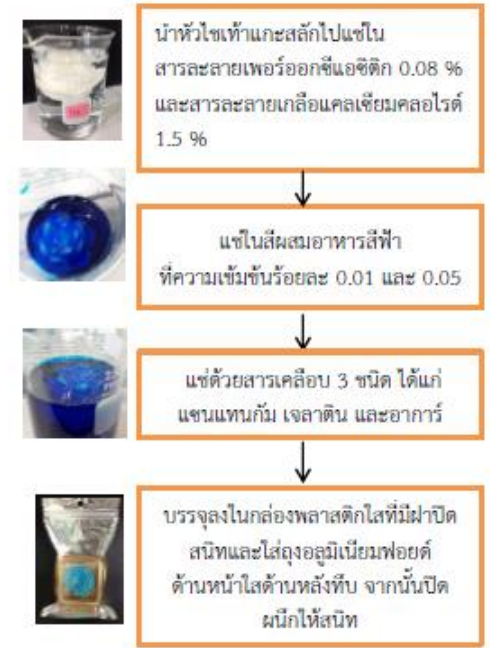 นำหัวไชเท้าแกะสลักไปแช่ใน
สารละลายเพอร์ออกซีแอซิติก 0.08 %
และสารละลายเกลือแคลเซียมคลอไรด์
1.5 %
แช่ในสีผสมอาหารสีฟ้า
ที่ความเข้มข้นร้อยละ 0.01 และ 0.05
แช่ด้วยสารเคลือบ 3 ชนิด ได้แก่
แซนแทนกัม เจลาติน และอาการ์
บรรจุลงในกล่องพลาสติกใสที่มีฝาปิด
สนิทและใส่ถุงอลูมิเนียมฟอยด์
ด้านหน้าใสด้านหลังทึบ จากนั้นปิด
ผนึกให้สนิท